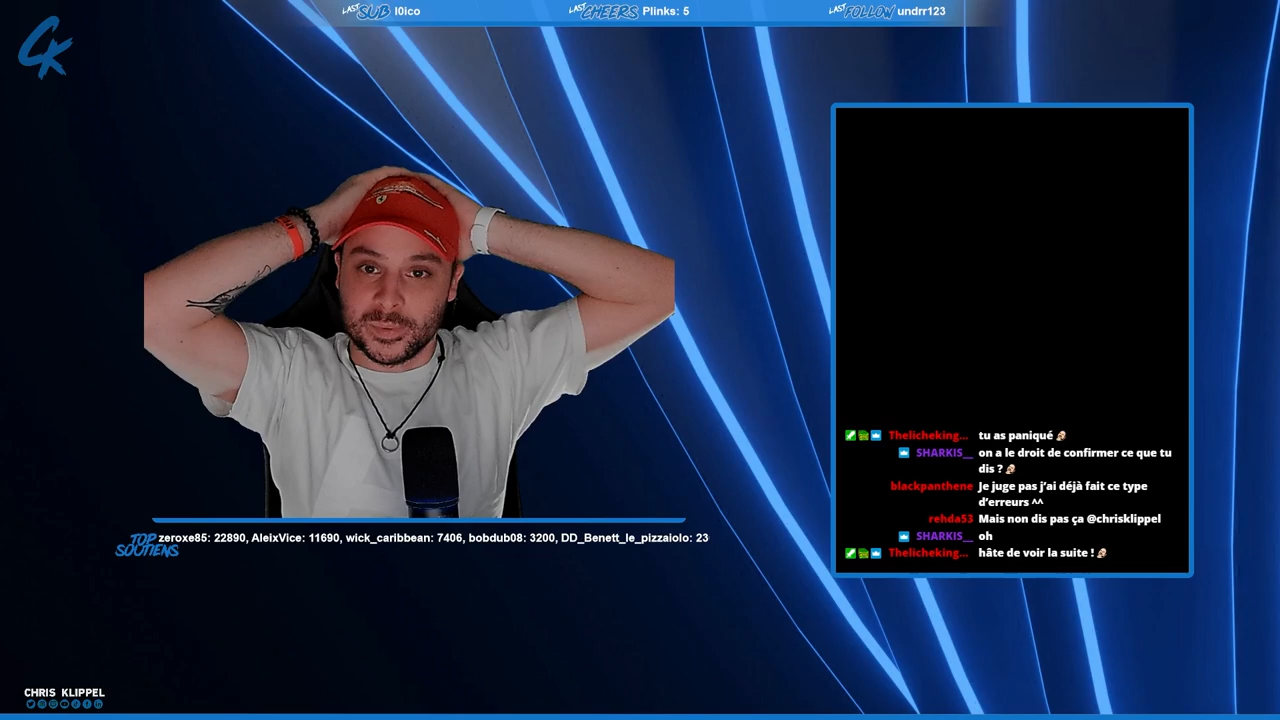 LAST SUB l0ico
LAST CHEERS Plinks: 5
LAST FOLLOW undrr123
CK
Thelicheking... tu as paniqué
SHARKIS__ on a le droit de confirmer ce que tu
dis ?
blackpanthene Je juge pas j’ai déjà fait ce type
d’erreurs ^^
rehda53 Mais non dis pas ça @chrisklippel
SHARKIS__ oh
Thelicheking... hâte de voir la suite !
TOP SOUTIENS zeroxe85: 22890, AleixVice: 11690, wick_caribbean: 7406, bobdub08: 3200, DD_Benett_le_pizzaiolo: 23
CHRIS KLIPPEL